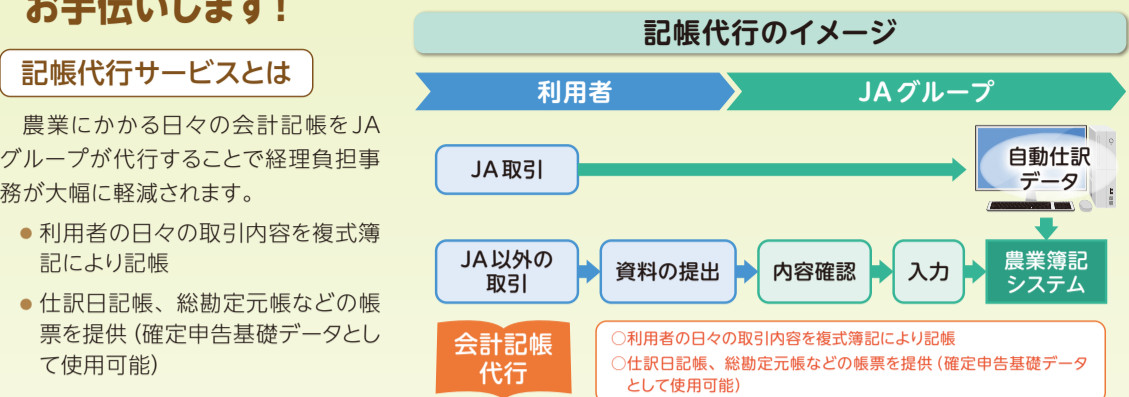 お手伝いします!
記帳代行サービスとは
農業にかかる日々の会計記帳をJA
グループが代行することで経理負担事
務が大幅に軽減されます。
●利用者の日々の取引内容を複式簿
記により記帳
●仕訳日記帳、総勘定元帳などの帳
票を提供(確定申告基礎データとし
て使用可能)
記帳代行のイメージ
利用者
JAグループ
JA取引
自動仕訳
データ
JA以外の
取引
資料の提出
内容確認
入力
農業簿記
システム
会計記帳
代行
○利用者の日々の取引内容を複式簿記により記帳
○仕訳日記帳、総勘定元帳などの帳票を提供(確定申告基礎データ
として使用可能)